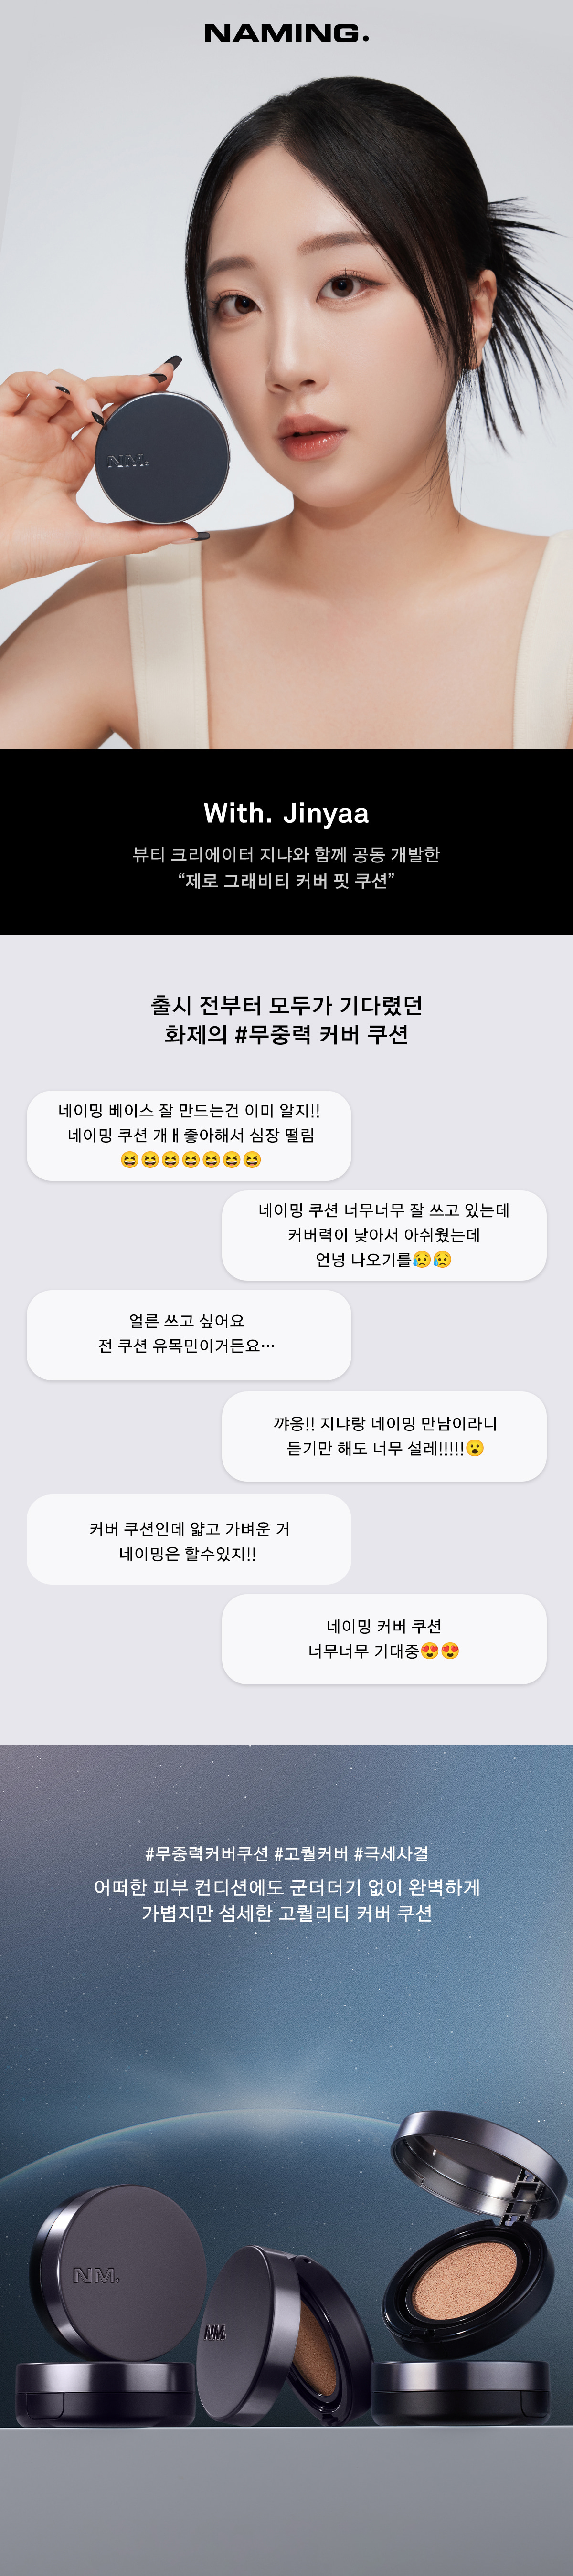 NAMING.
NM.
With. Jinyaa
뷰티 크리에이터 지냐와 함께 공동 개발한
“제로 그래비티 커버 핏 쿠션”
출시 전부터 모두가 기다렸던
화제의 #무중력 커버 쿠션
네이밍 베이스 잘 만드는건 이미 알지!!
네이밍 쿠션 개ㅐ좋아해서 심장 떨림
😆😆😆😆😆😆😆
네이밍 쿠션 너무너무 잘 쓰고 있는데
커버력이 낮아서 아쉬웠는데
언넝 나오기를😥😥
얼른 쓰고 싶어요
전 쿠션 유목민이거든요…
꺄옹!! 지냐랑 네이밍 만남이라니
듣기만 해도 너무 설레!!!!!😮
커버 쿠션인데 얇고 가벼운 거
네이밍은 할수있지!!
네이밍 커버 쿠션
너무너무 기대중😍😍
#무중력커버쿠션 #고퀄커버 #극세사결
어떠한 피부 컨디션에도 군더더기 없이 완벽하게
가볍지만 섬세한 고퀄리티 커버 쿠션
NM.
NM.